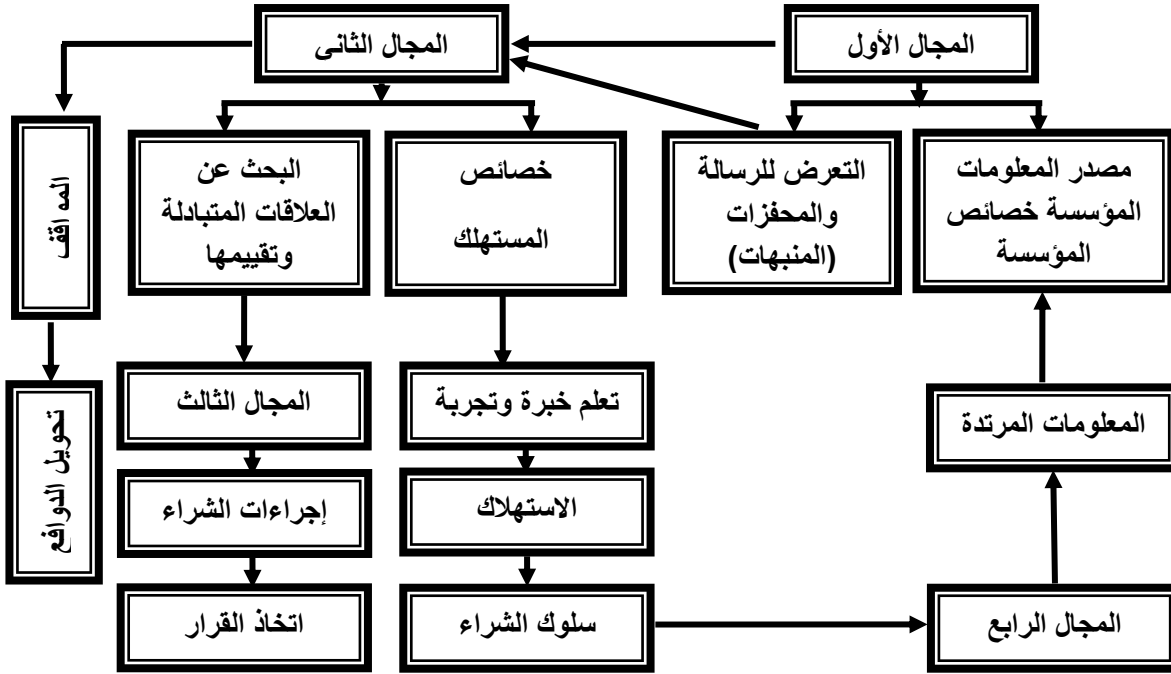 المجال الأول
المجال الثانى
مصدر المعلومات
المؤسسة خصائص
المؤسسة
التعرض للرسالة
والمحفزات
(المنبهات)
خصائص
المستهلك
البحث عن
العلاقات المتبادلة
وتقييمها
المواقف
المعلومات المرتدة
تعلم خبرة وتجربة
المجال الثالث
تحويل الدوافع
الاستهلاك
إجراءات الشراء
المجال الرابع
سلوك الشراء
اتخاذ القرار